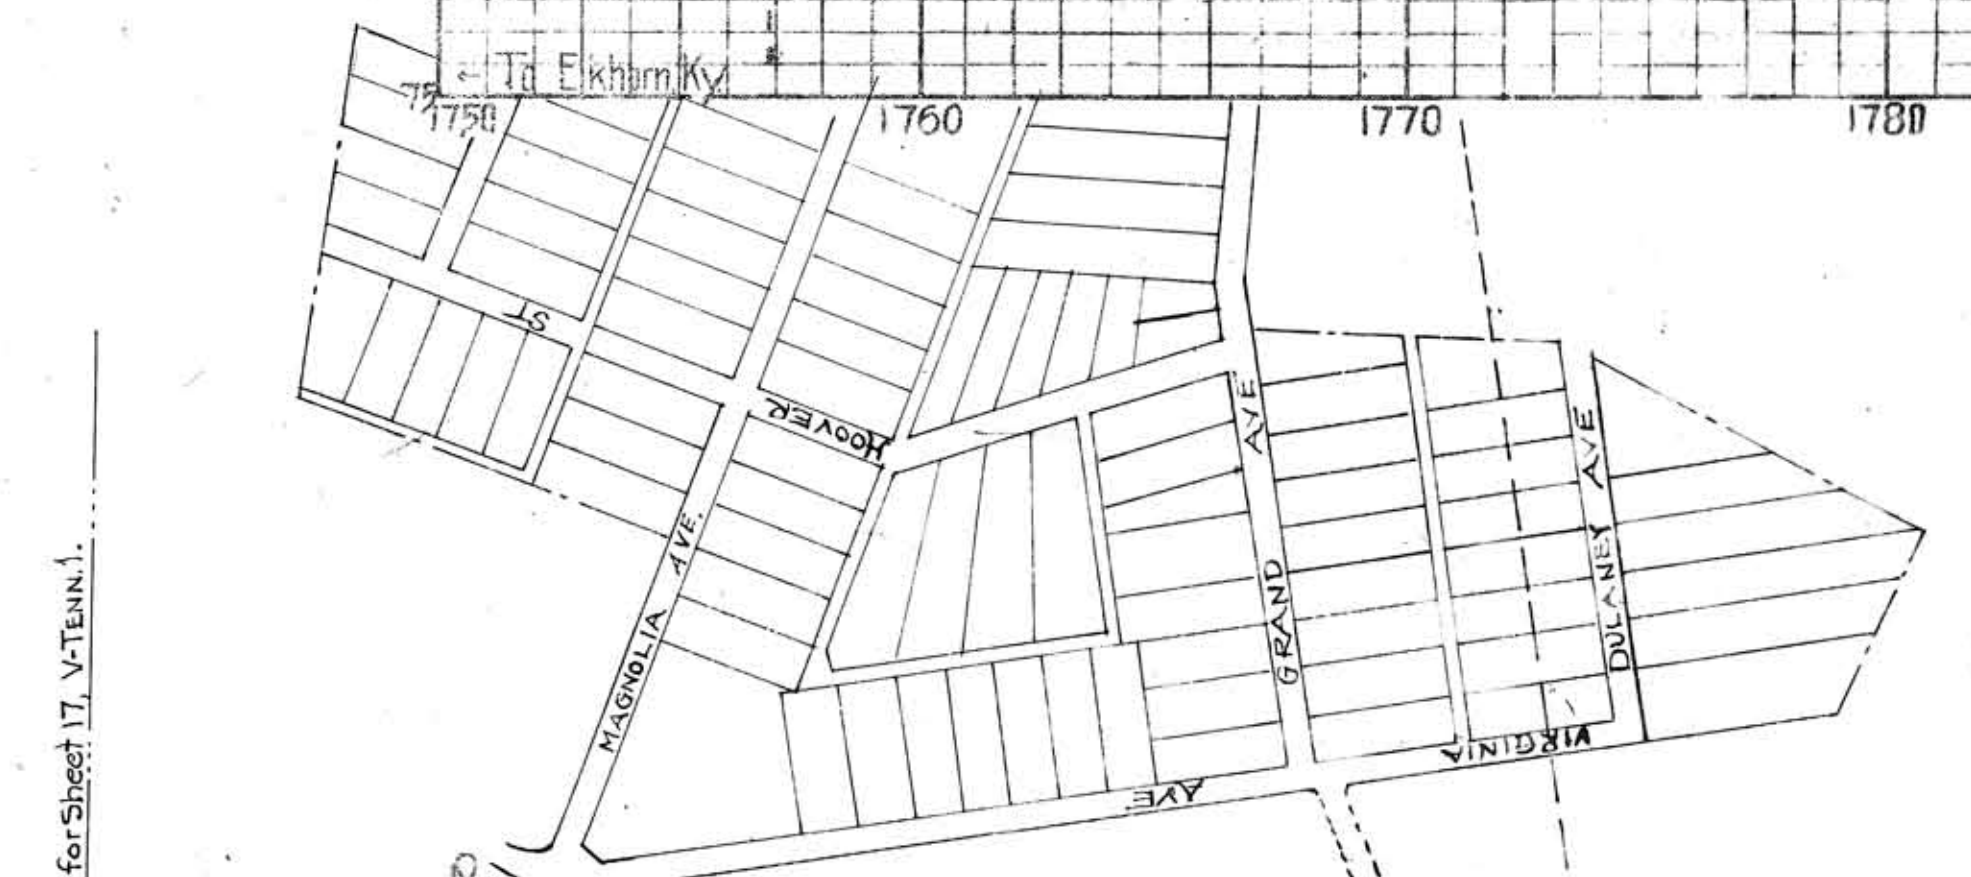 ← To Elkhorn Ky.
75
1750 1760 1770 1780
ST
HOOVER
AVE
GRAND
DULANEY AVE
MAGNOLIA AVE.
VIRGINIA
AVE
for Sheet 17, V-TENN.1.